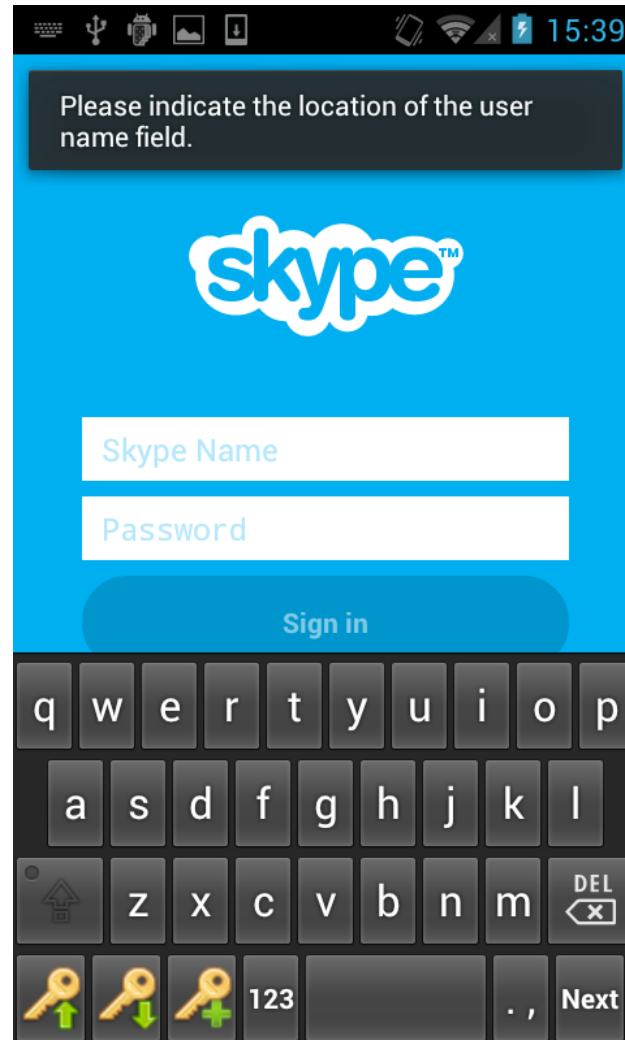 15:39
Please indicate the location of the user
name field.
skype™
Skype Name
Password
Sign in
q w e r t y u i o p
a s d f g h j k l
z x c v b n m DEL
123 . , Next